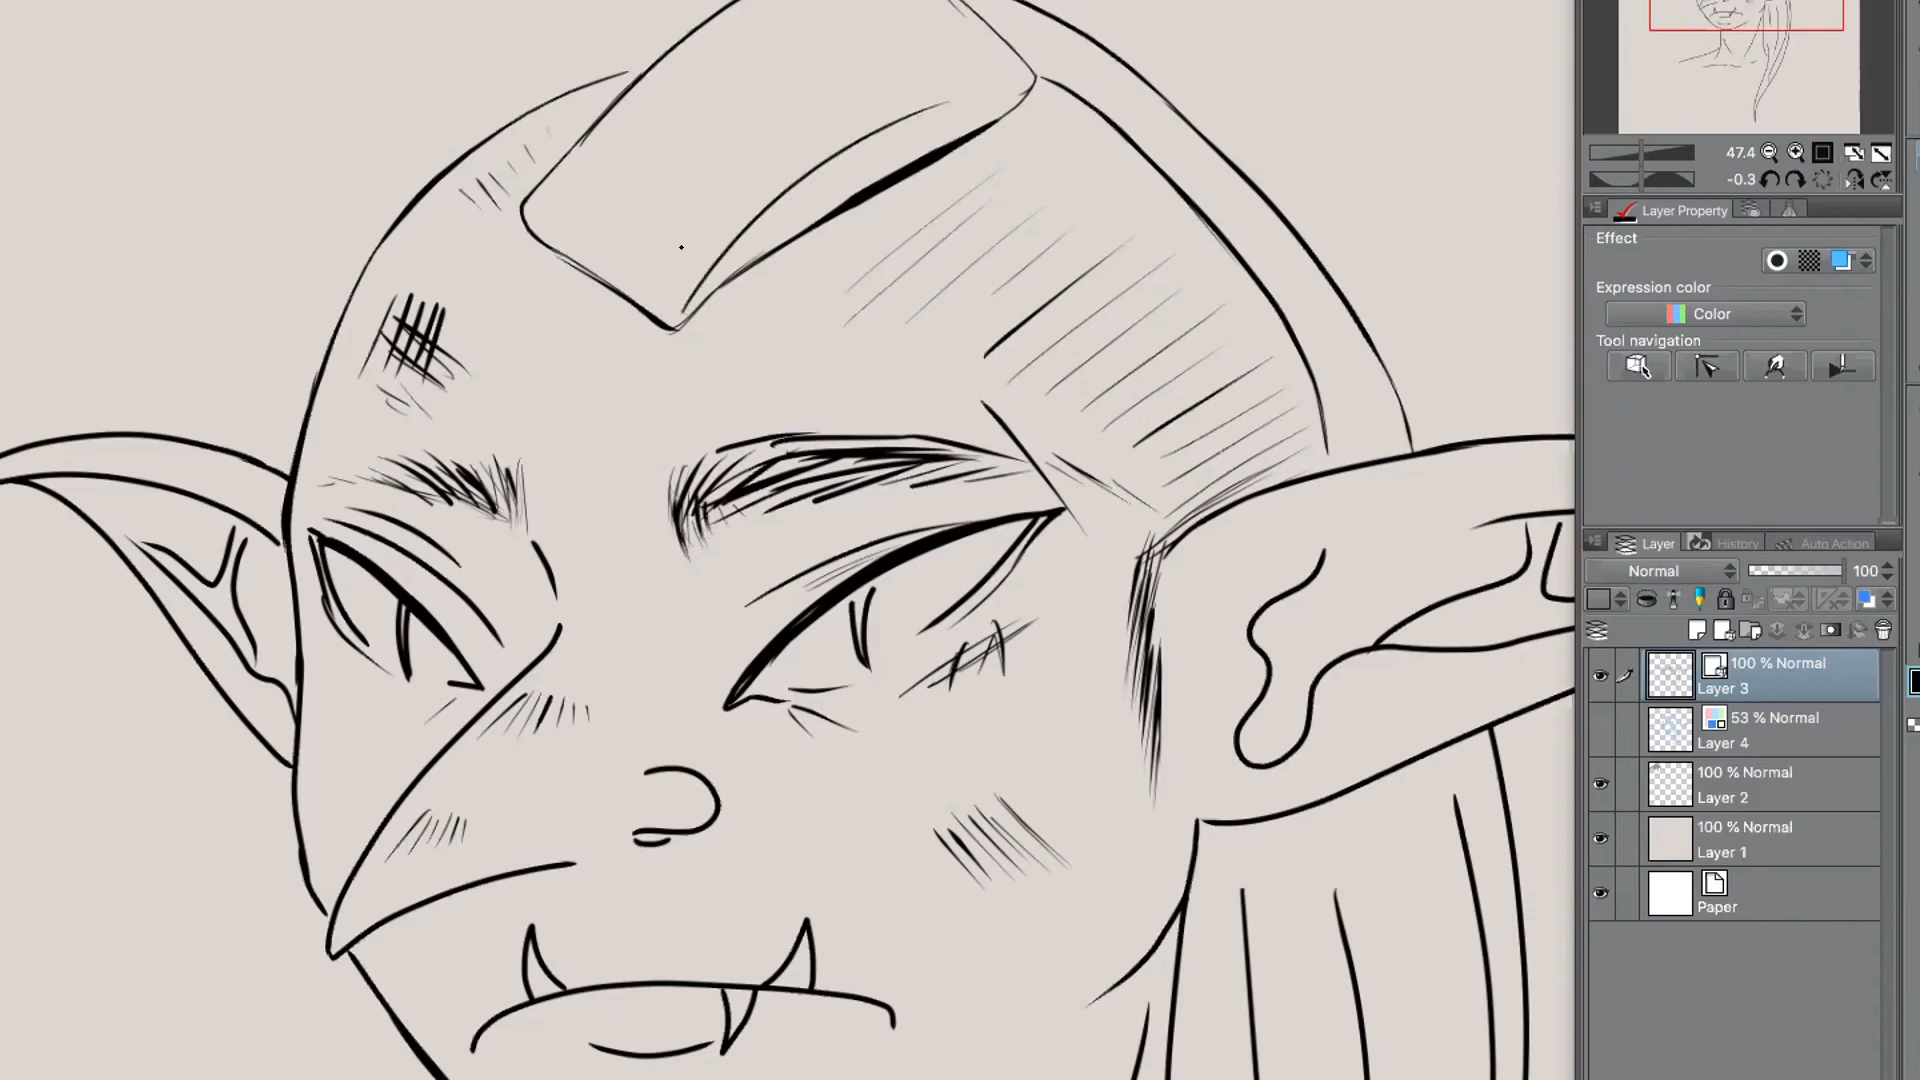 47.4
-0.3
Layer Property
Effect
Expression color
Color
Tool navigation
Layer
History
Auto Action
Normal
100
100 % Normal
Layer 3
53 % Normal
Layer 4
100 % Normal
Layer 2
100 % Normal
Layer 1
Paper